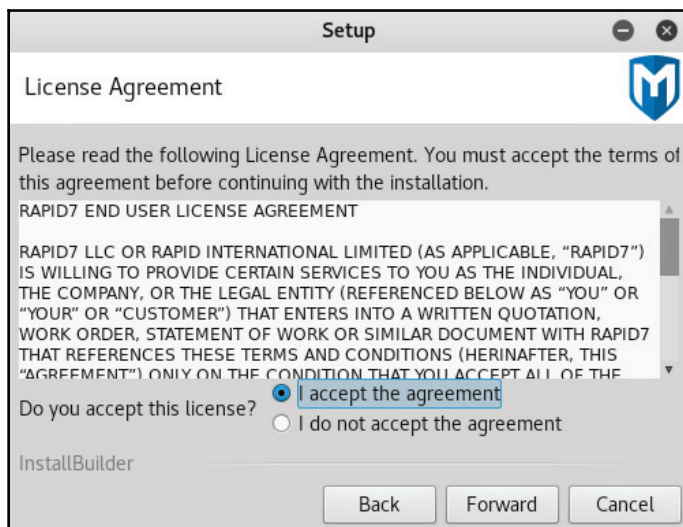 Setup
License Agreement
Please read the following License Agreement. You must accept the terms of
this agreement before continuing with the installation.
RAPID7 END USER LICENSE AGREEMENT
RAPID7 LLC OR RAPID INTERNATIONAL LIMITED (AS APPLICABLE, “RAPID7”)
IS WILLING TO PROVIDE CERTAIN SERVICES TO YOU AS THE INDIVIDUAL,
THE COMPANY, OR THE LEGAL ENTITY (REFERENCED BELOW AS “YOU” OR
“YOUR” OR “CUSTOMER”) THAT ENTERS INTO A WRITTEN QUOTATION,
WORK ORDER, STATEMENT OF WORK OR SIMILAR DOCUMENT WITH RAPID7
THAT REFERENCES THESE TERMS AND CONDITIONS (HERINAFTER, THIS
“AGREEMENT”) ONLY ON THE CONDITION THAT YOU ACCEPT ALL OF THE
Do you accept this license?
I accept the agreement
I do not accept the agreement
InstallBuilder
Back Forward Cancel